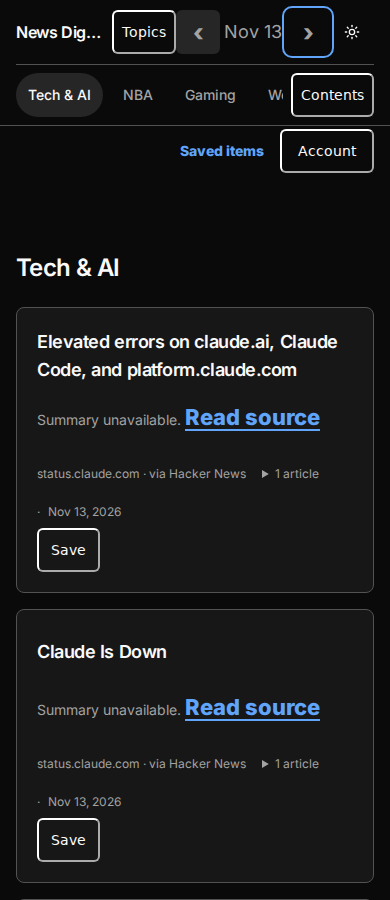 News Dig...
Topics
‹
Nov 13
›
Tech & AI
NBA
Gaming
Contents
Saved items
Account
Tech & AI
Elevated errors on claude.ai, Claude
Code, and platform.claude.com
Summary unavailable. Read source
status.claude.com · via Hacker News ▶ 1 article
· Nov 13, 2026
Save
Claude Is Down
Summary unavailable. Read source
status.claude.com · via Hacker News ▶ 1 article
· Nov 13, 2026
Save